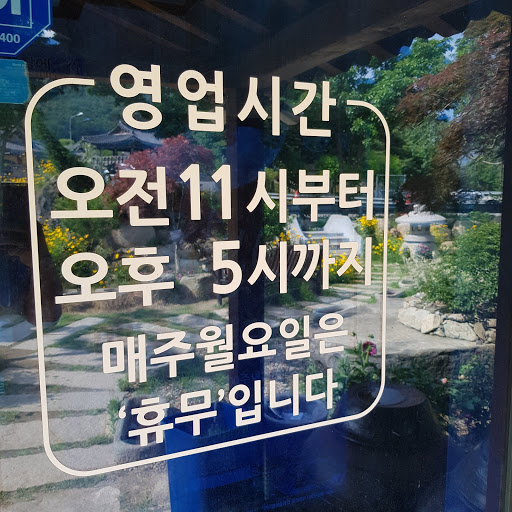 400
영업시간
오전11시부터
오후 5시까지
매주월요일은
‘휴무’입니다